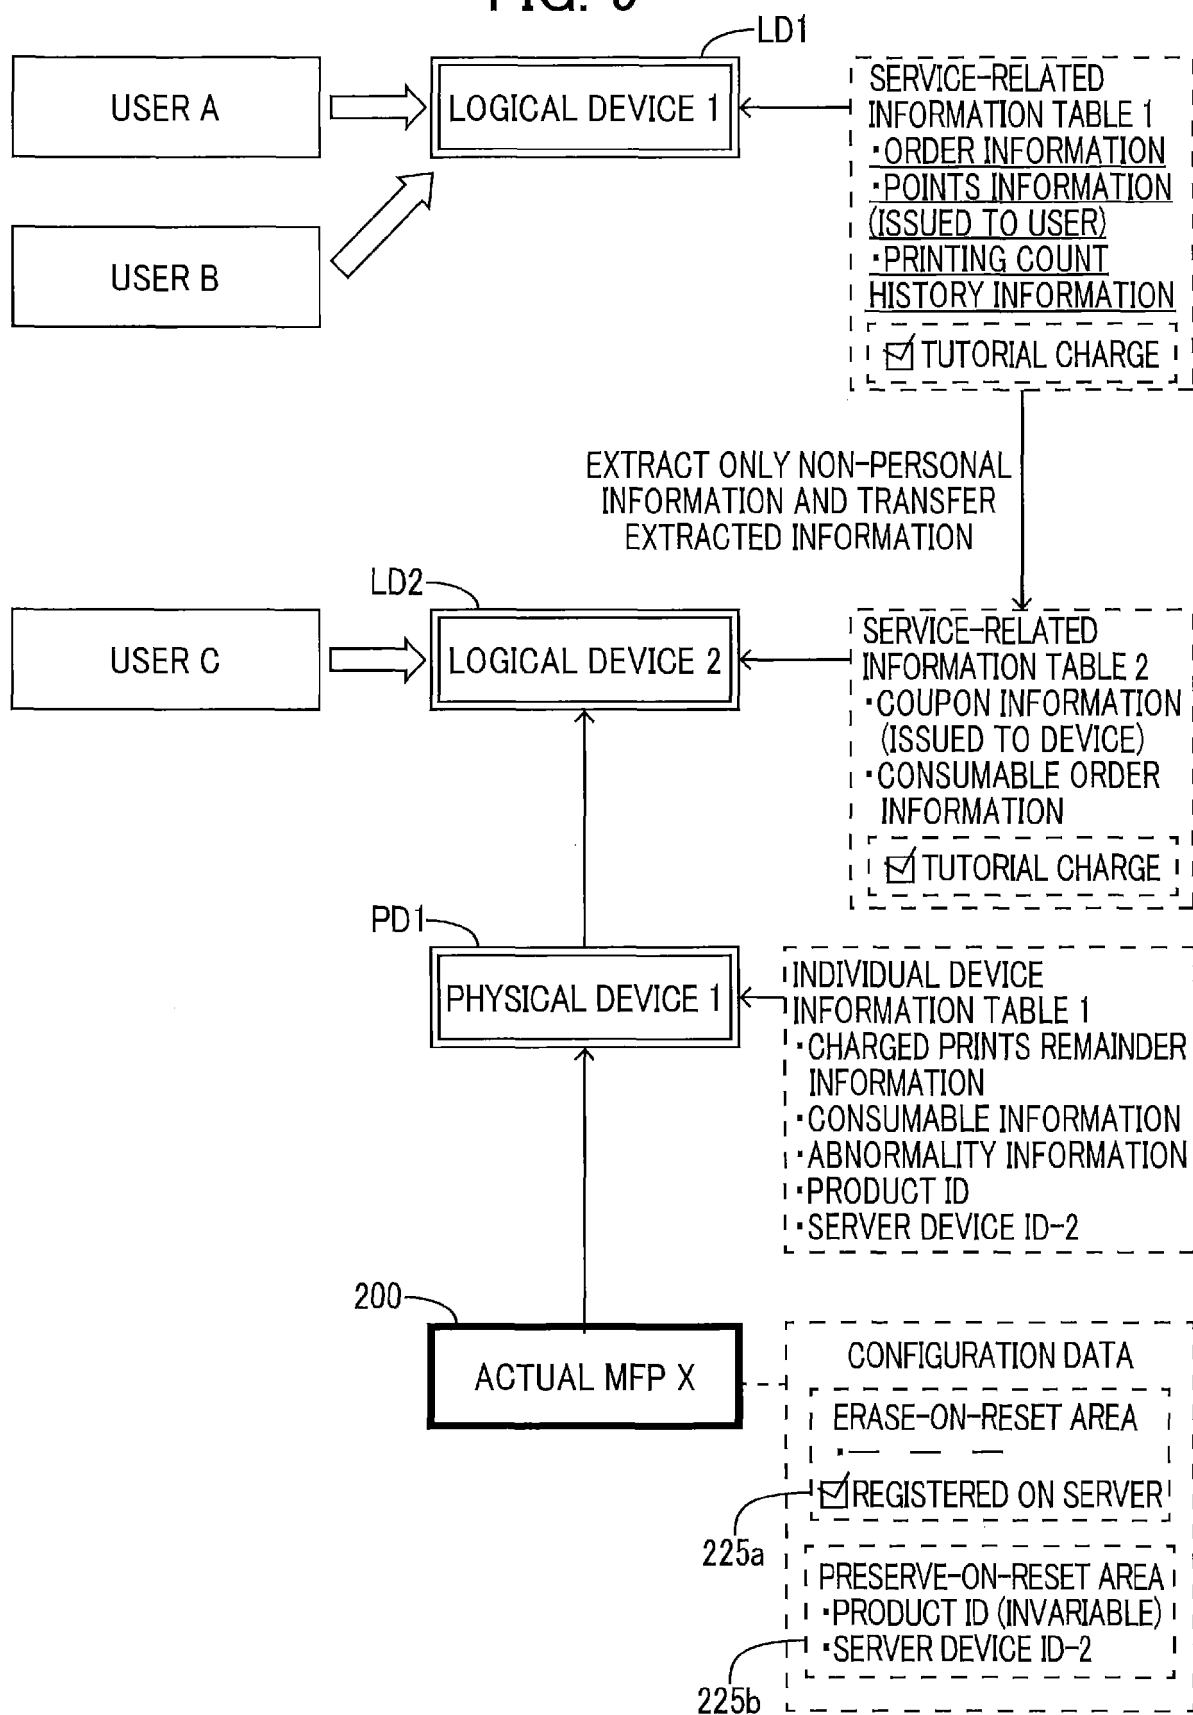 LD1
USER A
LOGICAL DEVICE 1
SERVICE-RELATED
INFORMATION TABLE 1
·ORDER INFORMATION
·POINTS INFORMATION
(ISSUED TO USER)
·PRINTING COUNT
HISTORY INFORMATION
TUTORIAL CHARGE
USER B
EXTRACT ONLY NON-PERSONAL
INFORMATION AND TRANSFER
EXTRACTED INFORMATION
LD2
USER C
LOGICAL DEVICE 2
SERVICE-RELATED
INFORMATION TABLE 2
·COUPON INFORMATION
(ISSUED TO DEVICE)
·CONSUMABLE ORDER
INFORMATION
TUTORIAL CHARGE
PD1
PHYSICAL DEVICE 1
INDIVIDUAL DEVICE
INFORMATION TABLE 1
·CHARGED PRINTS REMAINDER
INFORMATION
·CONSUMABLE INFORMATION
·ABNORMALITY INFORMATION
·PRODUCT ID
·SERVER DEVICE ID-2
200
ACTUAL MFP X
CONFIGURATION DATA
ERASE-ON-RESET AREA
·— — —
REGISTERED ON SERVER
225a
PRESERVE-ON-RESET AREA
·PRODUCT ID (INVARIABLE)
·SERVER DEVICE ID-2
225b